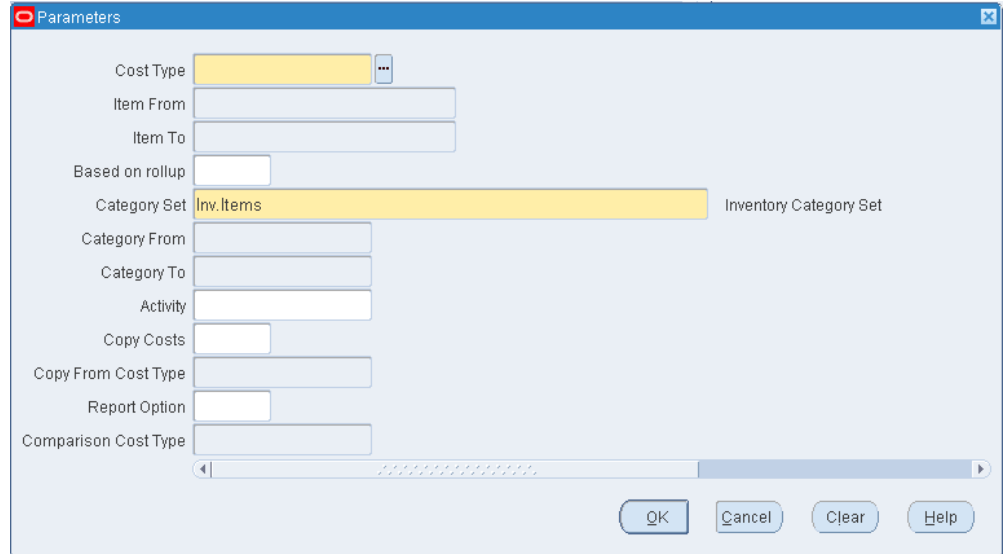 Parameters
Cost Type
Item From
Item To
Based on rollup
Category Set Inv.Items Inventory Category Set
Category From
Category To
Activity
Copy Costs
Copy From Cost Type
Report Option
Comparison Cost Type
OK Cancel Clear Help